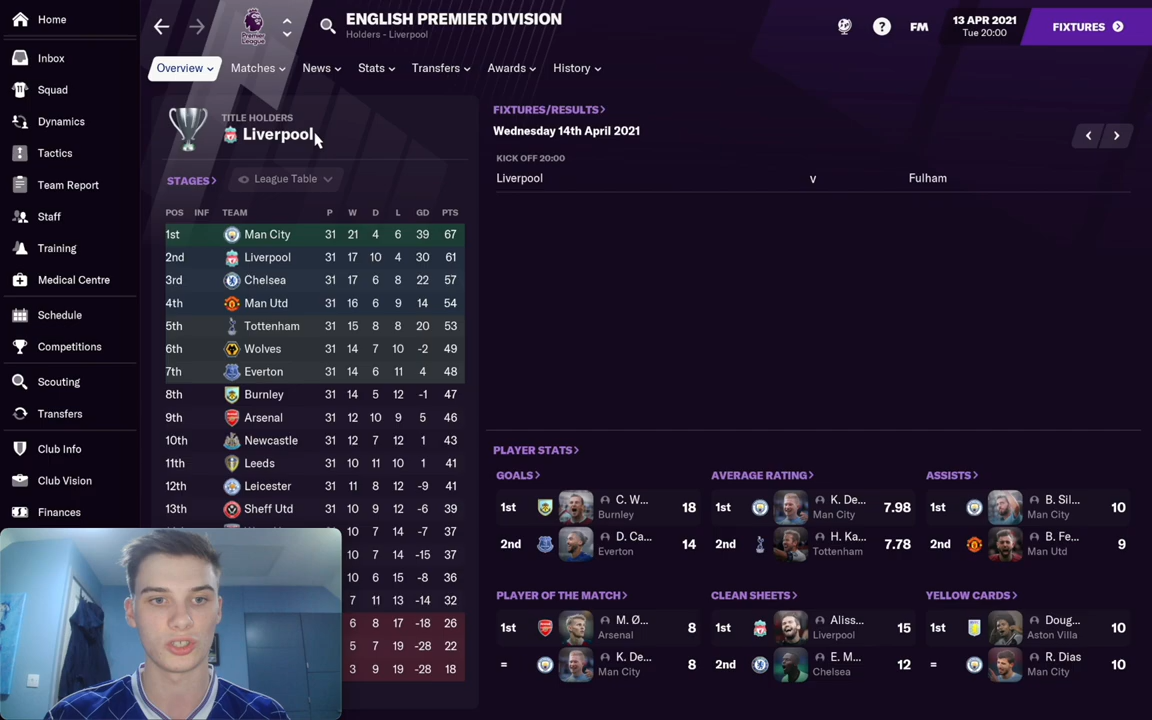 Home
Inbox
Squad
Dynamics
Tactics
Team Report
Staff
Training
Medical Centre
Schedule
Competitions
Scouting
Transfers
Club Info
Club Vision
Finances
ENGLISH PREMIER DIVISION
Holders - Liverpool
? FM 13 APR 2021
Tue 20:00
FIXTURES
Overview Matches News Stats Transfers Awards History
TITLE HOLDERS
Liverpool
STAGES> League Table
POS INF TEAM P W D L GD PTS
1st Man City 31 21 4 6 39 67
2nd Liverpool 31 17 10 4 30 61
3rd Chelsea 31 17 6 8 22 57
4th Man Utd 31 16 6 9 14 54
5th Tottenham 31 15 8 8 20 53
6th Wolves 31 14 7 10 -2 49
7th Everton 31 14 6 11 4 48
8th Burnley 31 14 5 12 -1 47
9th Arsenal 31 12 10 9 5 46
10th Newcastle 31 12 7 12 1 43
11th Leeds 31 10 11 10 1 41
12th Leicester 31 11 8 12 -9 41
13th Sheff Utd 31 10 9 12 -6 39
14 -7 37
10 7 14 -15 37
10 6 15 -8 36
7 11 13 -14 32
6 8 17 -18 26
5 7 19 -28 22
3 9 19 -28 18
FIXTURES/RESULTS>
Wednesday 14th April 2021
KICK OFF 20:00
Liverpool v Fulham
PLAYER STATS>
GOALS>
1st C. W... 18
Burnley
2nd D. Ca... 14
Everton
AVERAGE RATING>
1st K. De... 7.98
Man City
2nd H. Ka... 7.78
Tottenham
ASSISTS>
1st B. Sil... 10
Man City
2nd B. Fe... 9
Man Utd
PLAYER OF THE MATCH>
1st M. Ø... 8
Arsenal
= K. De... 8
Man City
CLEAN SHEETS>
1st Aliss... 15
Liverpool
2nd E. M... 12
Chelsea
YELLOW CARDS>
1st Doug... 10
Aston Villa
= R. Dias 10
Man City